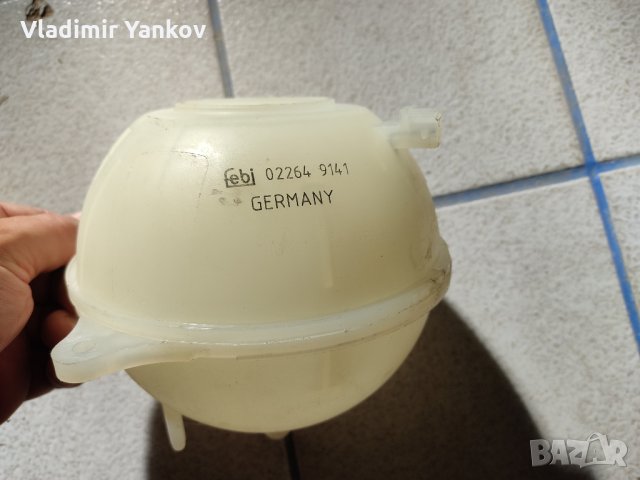 Vladimir Yankov
febi 02264 9141
GERMANY
BAZAR